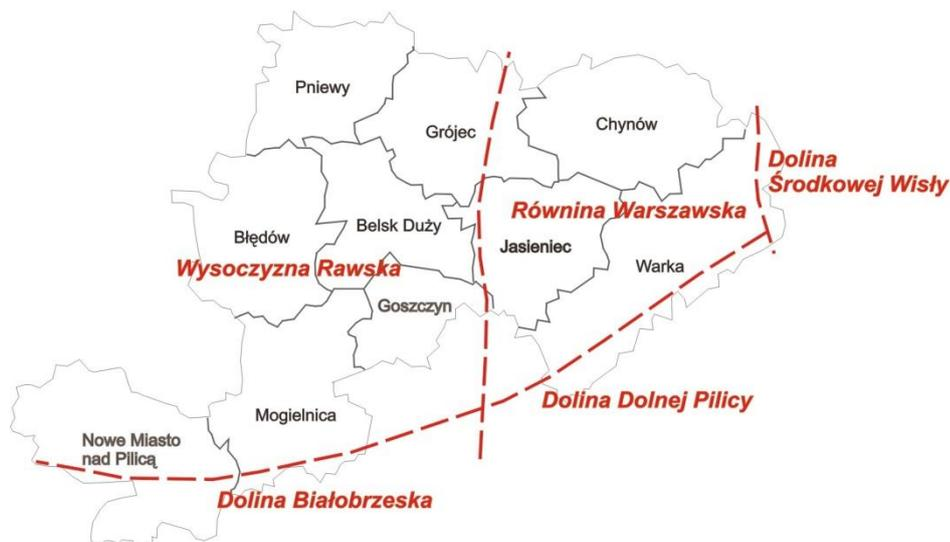 Pniewy
Grójec
Chynów
Dolina
Środkowej Wisły
Równina Warszawska
Błędów
Belsk Duży
Jasieniec
Warka
Wysoczyzna Rawska
Goszczyn
Dolina Dolnej Pilicy
Mogielnica
Nowe Miasto
nad Pilicą
Dolina Białobrzeska